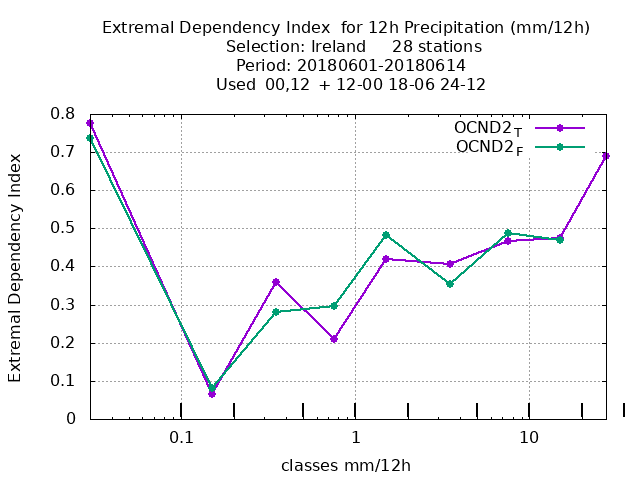 Extremal Dependency Index  for 12h Precipitation (mm/12h)
Selection: Ireland     28 stations
Period: 20180601-20180614
Used  00,12  + 12-00 18-06 24-12
OCND2T
OCND2F
Extremal Dependency Index
0.8
0.7
0.6
0.5
0.4
0.3
0.2
0.1
0
0.1 1 10
classes mm/12h